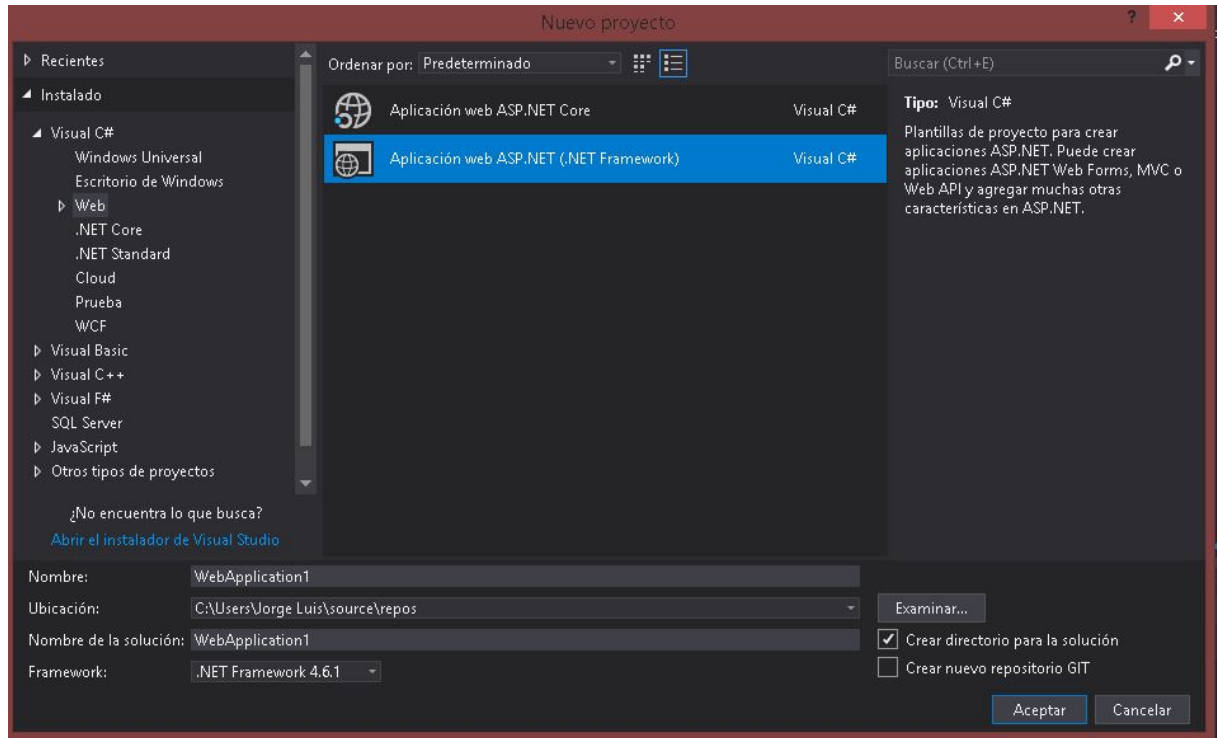 Nuevo proyecto
?
Recientes
Instalado
Visual C#
Windows Universal
Escritorio de Windows
Web
.NET Core
.NET Standard
Cloud
Prueba
WCF
Visual Basic
Visual C++
Visual F#
SQL Server
JavaScript
Otros tipos de proyectos
¿No encuentra lo que busca?
Abrir el instalador de Visual Studio
Ordenar por: Predeterminado
Aplicación web ASP.NET Core Visual C#
Aplicación web ASP.NET (.NET Framework) Visual C#
Buscar (Ctrl+E)
Tipo: Visual C#
Plantillas de proyecto para crear
aplicaciones ASP.NET. Puede crear
aplicaciones ASP.NET Web Forms, MVC o
Web API y agregar muchas otras
características en ASP.NET.
Nombre: WebApplication1
Ubicación: C:\Users\Jorge Luis\source\repos Examinar...
Nombre de la solución: WebApplication1 Crear directorio para la solución
Framework: .NET Framework 4.6.1 Crear nuevo repositorio GIT
Aceptar Cancelar